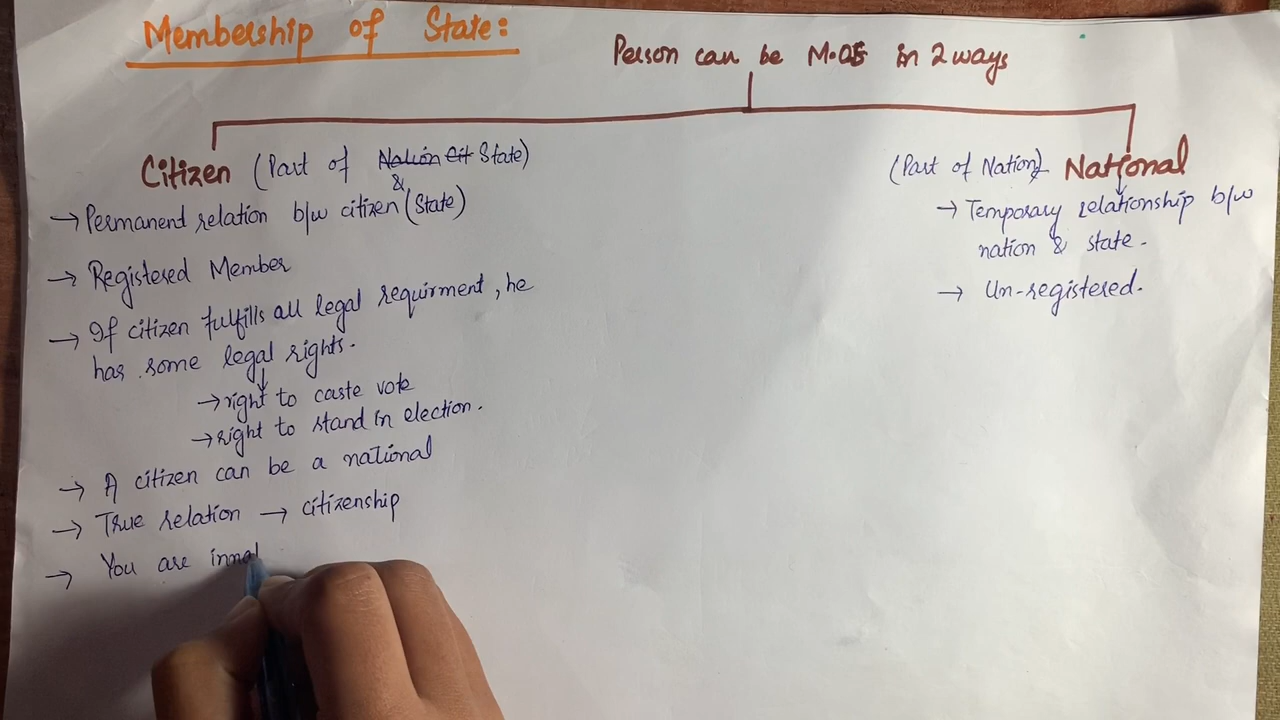 Membership of State:
Person can be M.OF in 2 ways
Citizen (Part of Nation Cit State)
&
→ Permanend relation b/w citizen (State)
→ Registered Member
→ If citizen fulfills all legal requirment, he
has some legal rights.
→ right to caste vote
→ right to stand in election.
→ A citizen can be a national
→ True relation → citizenship
→ You are
(Part of Nation) National
→ Temporary relationship b/w
nation & state.
→ Un-registered.